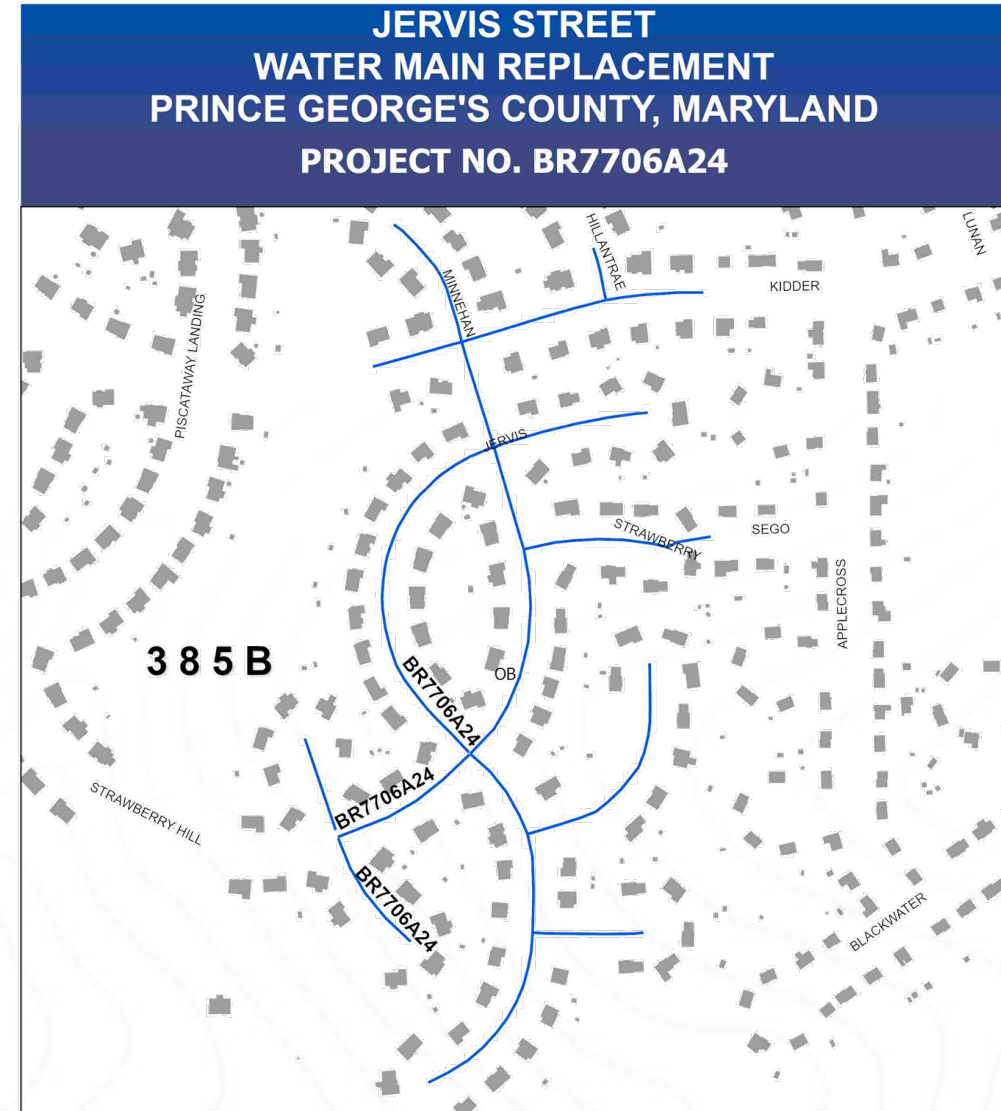 JERVIS STREET
WATER MAIN REPLACEMENT
PRINCE GEORGE'S COUNTY, MARYLAND
PROJECT NO. BR7706A24
HILLANTRAE
LUNAN
MINNEHAN
KIDDER
PISCATAWAY LANDING
JERVIS
STRAWBERRY
SEGO
APPLECROSS
385B
OB
BR7706A24
BR7706A24
STRAWBERRY HILL
BR7706A24
BLACKWATER